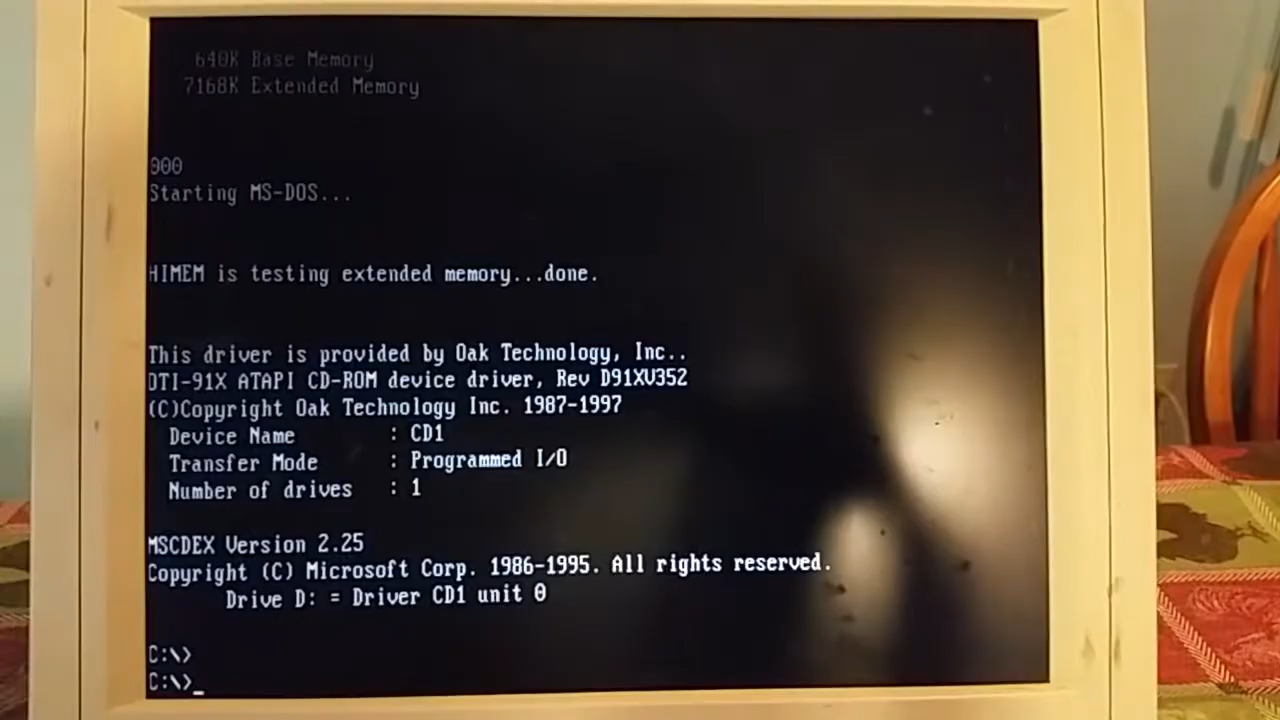 640K Base Memory
7168K Extended Memory
000
Starting MS-DOS...
HIMEM is testing extended memory...done.
This driver is provided by Oak Technology, Inc..
OTI-91X ATAPI CD-ROM device driver, Rev D91XV352
(C)Copyright Oak Technology Inc. 1987-1997
Device Name : CD1
Transfer Mode : Programmed I/O
Number of drives : 1
MSCDEX Version 2.25
Copyright (C) Microsoft Corp. 1986-1995. All rights reserved.
Drive D: = Driver CD1 unit 0
C:\>
C:\>_